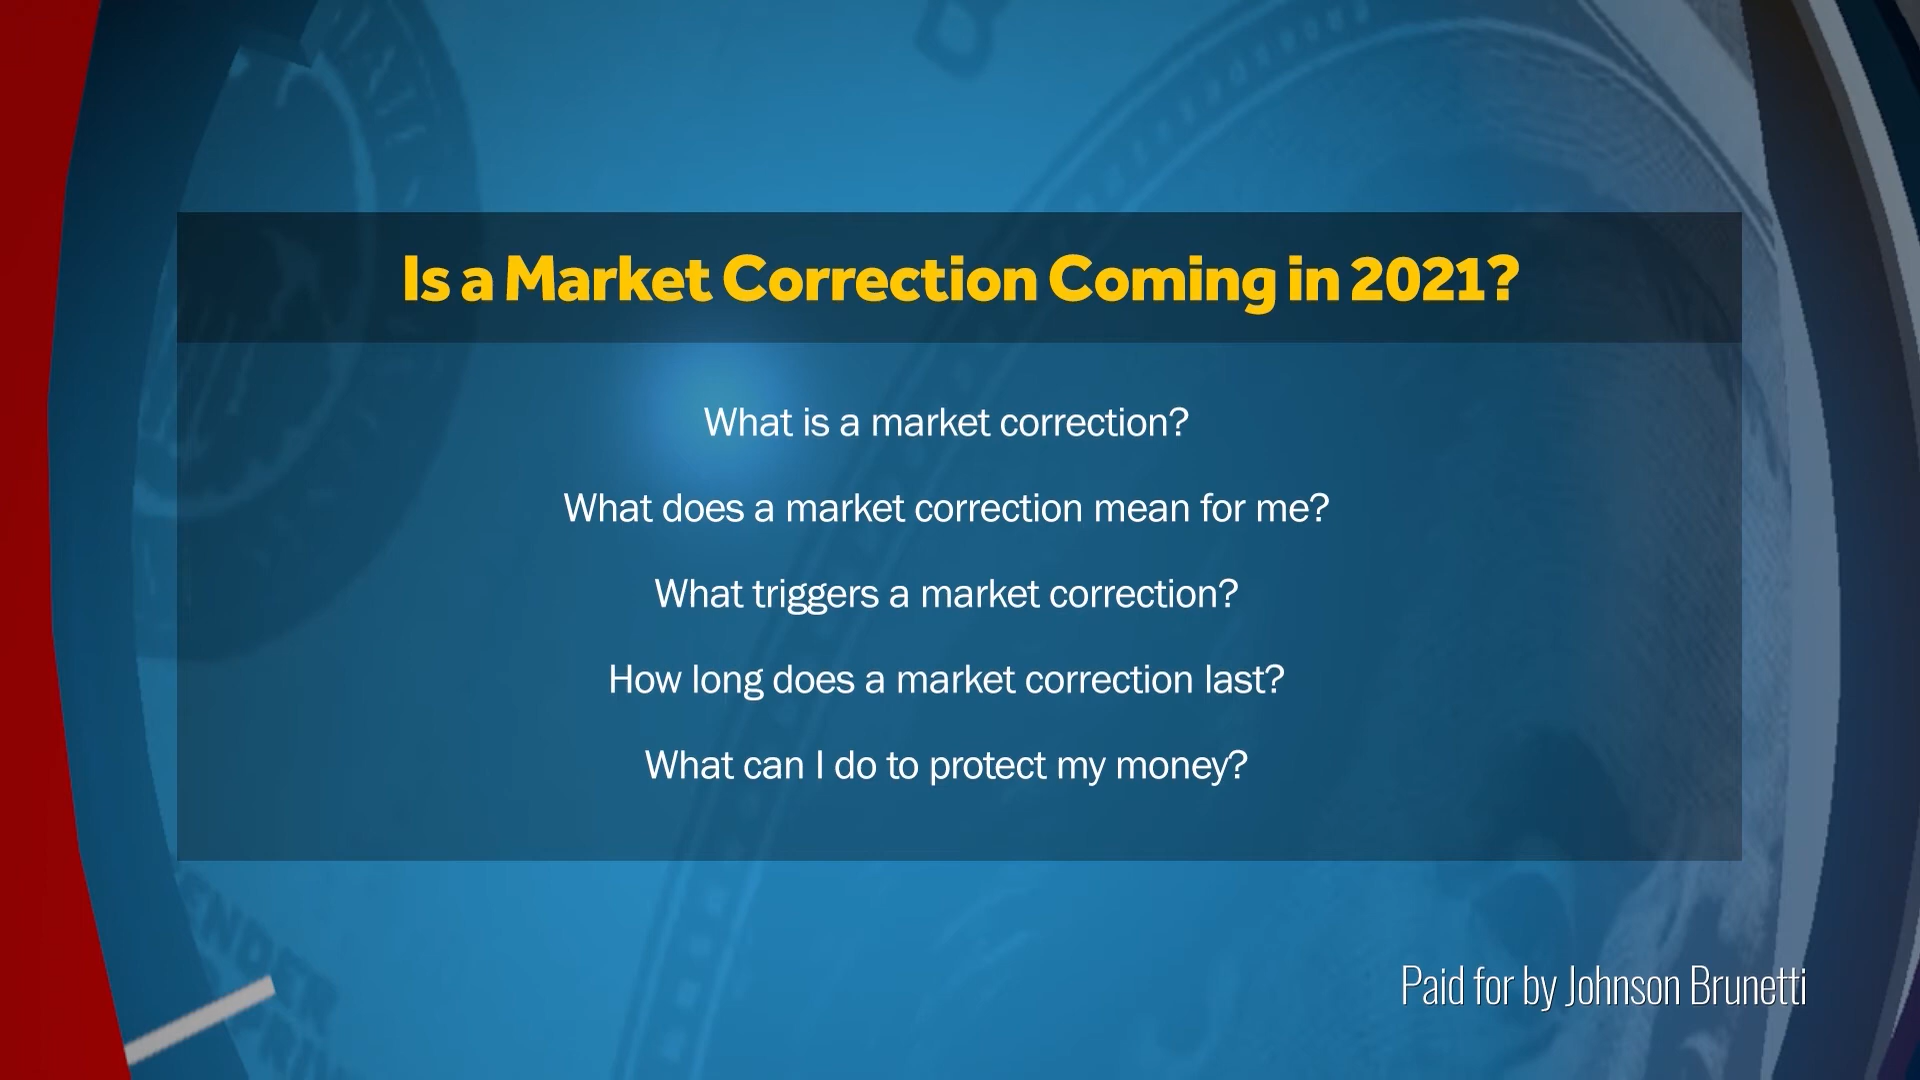 Is a Market Correction Coming in 2021?
What is a market correction?
What does a market correction mean for me?
What triggers a market correction?
How long does a market correction last?
What can I do to protect my money?
Paid for by Johnson Brunetti